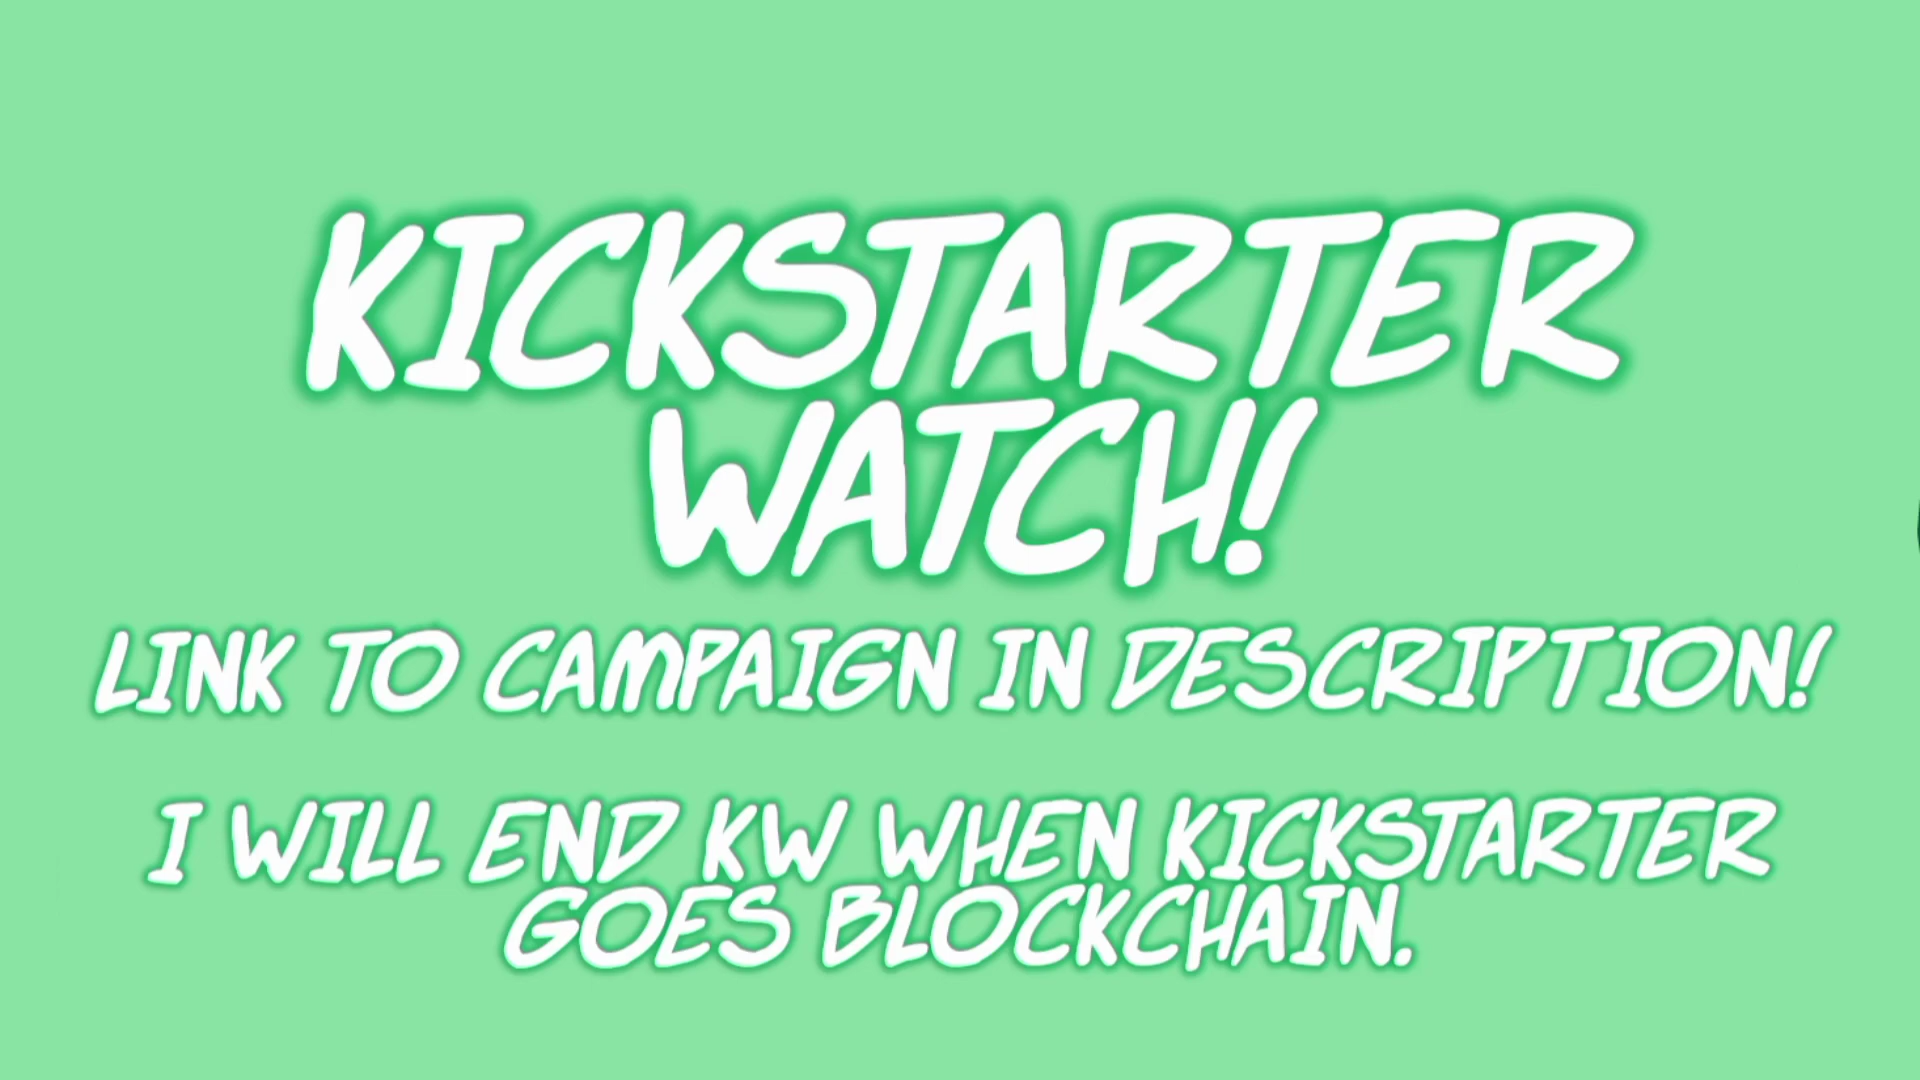 KICKSTARTER
WATCH!
LINK TO CAMPAIGN IN DESCRIPTION!
I WILL END KW WHEN KICKSTARTER
GOES BLOCKCHAIN.